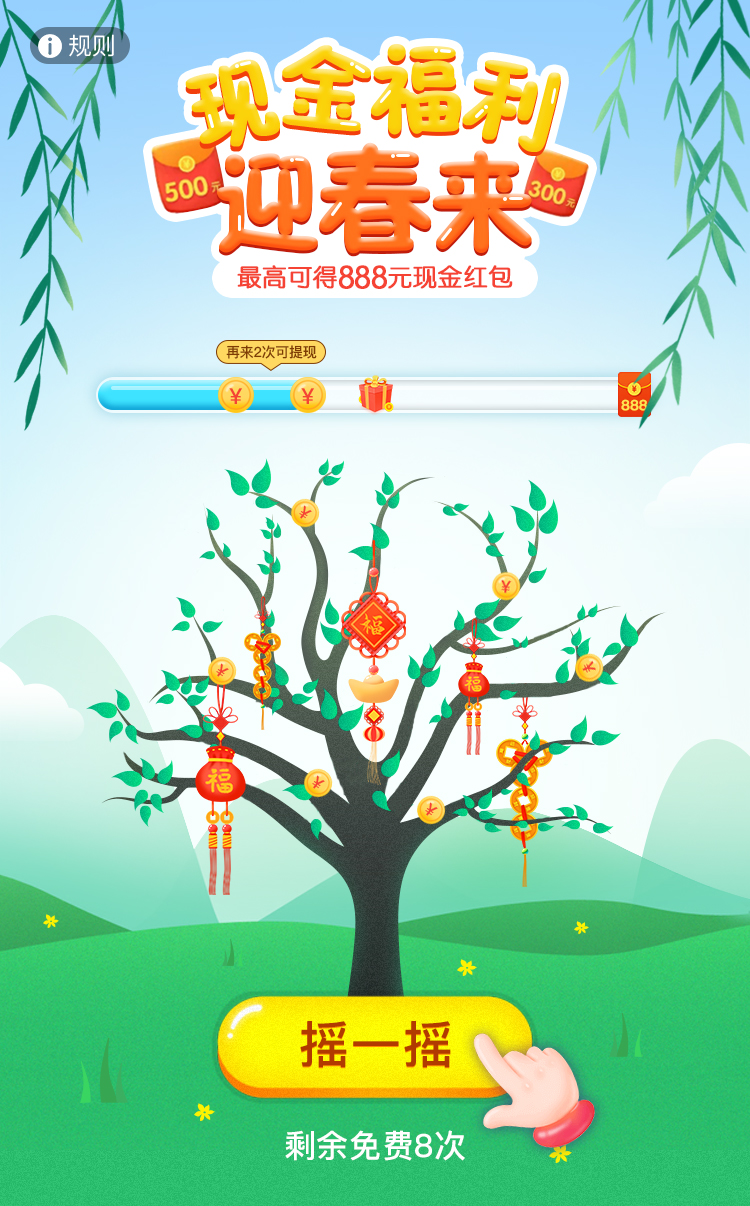 规则
现金福利
500元
迎春来
300元
最高可得888元现金红包
再来2次可提现
¥
¥
888
¥
¥
福
福
¥
¥
福
¥
¥
摇一摇
剩余免费8次